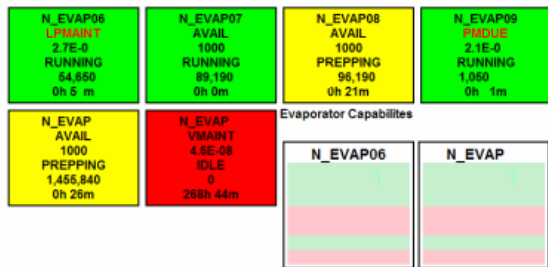 N_EVAP06
LPMAINT
2.7E-0
RUNNING
54,650
0h 5 m
N_EVAP07
AVAIL
1000
RUNNING
89,190
0h 0m
N_EVAP08
AVAIL
1000
PREPPING
96,190
0h 21m
N_EVAP09
PMDUE
2.1E-0
RUNNING
1,050
0h 1m
N_EVAP
AVAIL
1000
PREPPING
1,455,840
0h 26m
N_EVAP
VMAINT
4.6E-08
IDLE
0
268h 44m
Evaporator Capabilites
N_EVAP06
N_EVAP